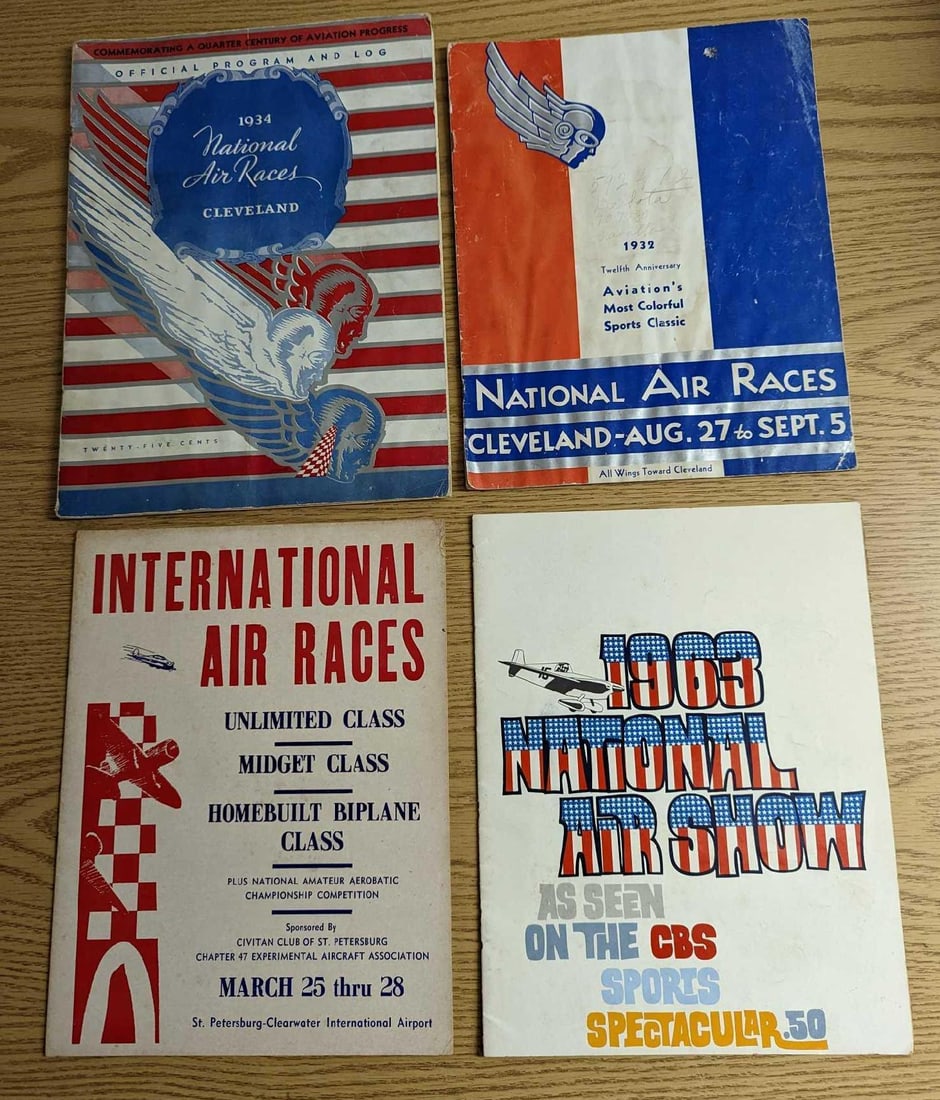 COMMEMORATING A QUARTER CENTURY OF AVIATION PROGRESS
OFFICIAL PROGRAM AND LOG
1934
National
Air Races
CLEVELAND
TWENTY-FIVE CENTS
1932
Twelfth Anniversary
Aviation's
Most Colorful
Sports Classic
NATIONAL AIR RACES
CLEVELAND-AUG. 27 to SEPT. 5
All Wings Toward Cleveland
INTERNATIONAL
AIR RACES
UNLIMITED CLASS
MIDGET CLASS
HOMEBUILT BIPLANE
CLASS
PLUS NATIONAL AMATEUR AEROBATIC
CHAMPIONSHIP COMPETITION
Sponsored By
CIVITAN CLUB OF ST. PETERSBURG
CHAPTER 47 EXPERIMENTAL AIRCRAFT ASSOCIATION
MARCH 25 thru 28
St. Petersburg-Clearwater International Airport
15
1963
NATIONAL
AIR SHOW
AS SEEN
ON THE CBS
SPORTS
SPECTACULAR .50